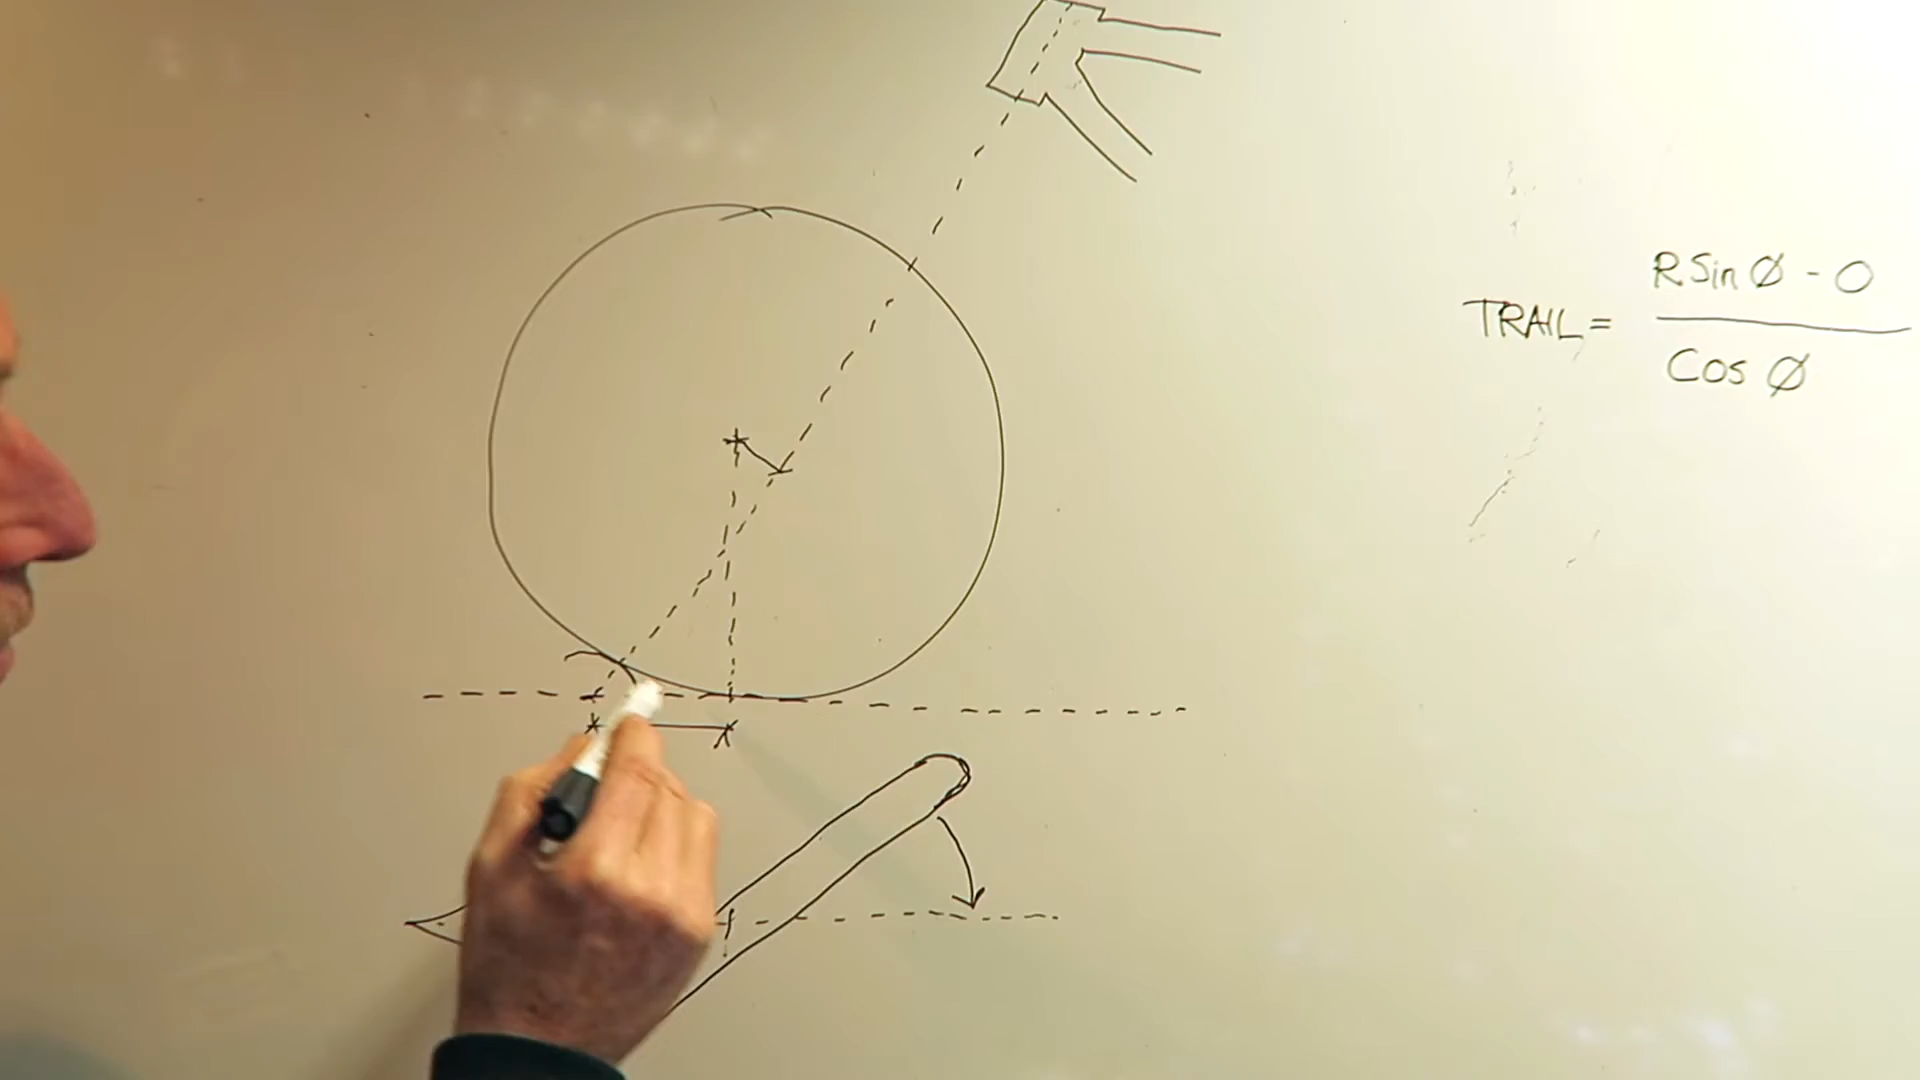 TRAIL = R Sin Ø - O
Cos Ø